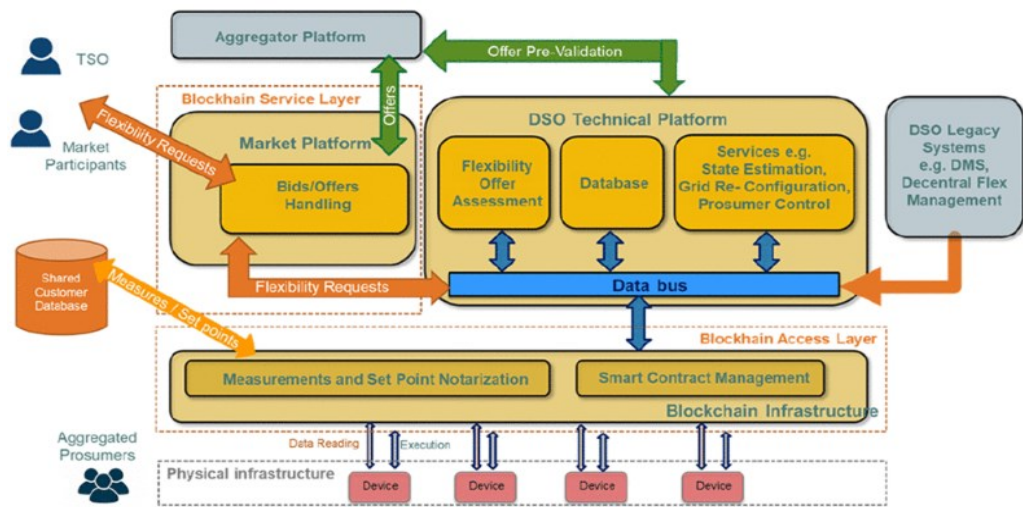 Aggregator Platform
Offer Pre-Validation
TSO
Blockhain Service Layer
Offers
Flexibility Requests
Market
Participants
Market Platform
Bids/Offers
Handling
DSO Technical Platform
Flexibility
Offer
Assessment
Database
Services e.g.
State Estimation,
Grid Re- Configuration,
Prosumer Control
DSO Legacy
Systems
e.g. DMS,
Decentral Flex
Management
Shared
Customer
Database
Measures / Set points
Flexibility Requests
Data bus
Blockhain Access Layer
Measurements and Set Point Notarization
Smart Contract Management
Blockchain Infrastructure
Aggregated
Prosumers
Data Reading
Execution
Physical infrastructure
Device
Device
Device
Device